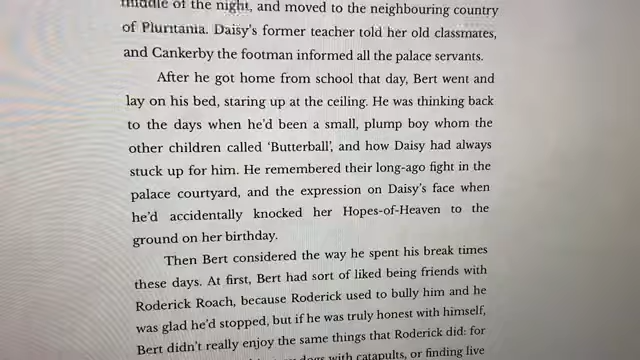 middle of the night, and moved to the neighbouring country
of Pluritania. Daisy's former teacher told her old classmates,
and Cankerby the footman informed all the palace servants.
After he got home from school that day, Bert went and
lay on his bed, staring up at the ceiling. He was thinking back
to the days when he'd been a small, plump boy whom the
other children called 'Butterball', and how Daisy had always
stuck up for him. He remembered their long-ago fight in the
palace courtyard, and the expression on Daisy's face when
he'd accidentally knocked her Hopes-of-Heaven to the
ground on her birthday.
Then Bert considered the way he spent his break times
these days. At first, Bert had sort of liked being friends with
Roderick Roach, because Roderick used to bully him and he
was glad he'd stopped, but if he was truly honest with himself,
Bert didn't really enjoy the same things that Roderick did: for
with catapults, or finding live